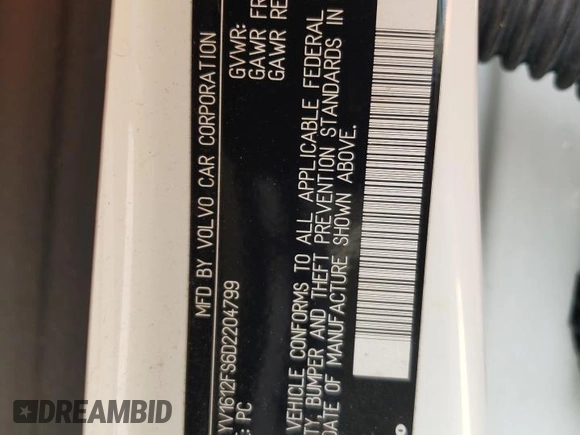 MFD BY VOLVO CAR CORPORATION
GVWR:
GAWR FR
GAWR RE
YV1612FS6D2204799
: PC
VEHICLE CONFORMS TO ALL APPLICABLE FEDERAL
TY, BUMPER AND THEFT PREVENTION STANDARDS IN
DATE OF MANUFACTURE SHOWN ABOVE.
DREAMBID